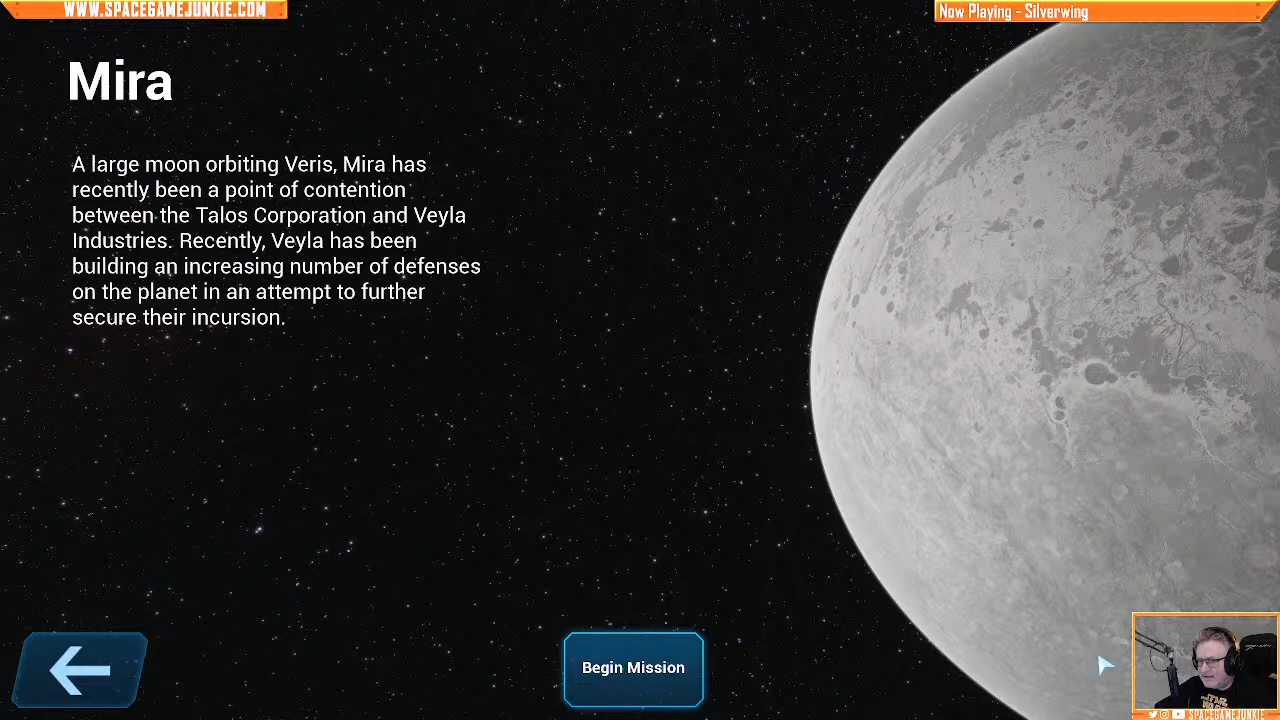 WWW.SPACEGAMEJUNKIE.COM
Now Playing - Silverwing
Mira
A large moon orbiting Veris, Mira has
recently been a point of contention
between the Talos Corporation and Veyla
Industries. Recently, Veyla has been
building an increasing number of defenses
on the planet in an attempt to further
secure their incursion.
Begin Mission
STAR
WARS
SPACEGAMEJUNKIE